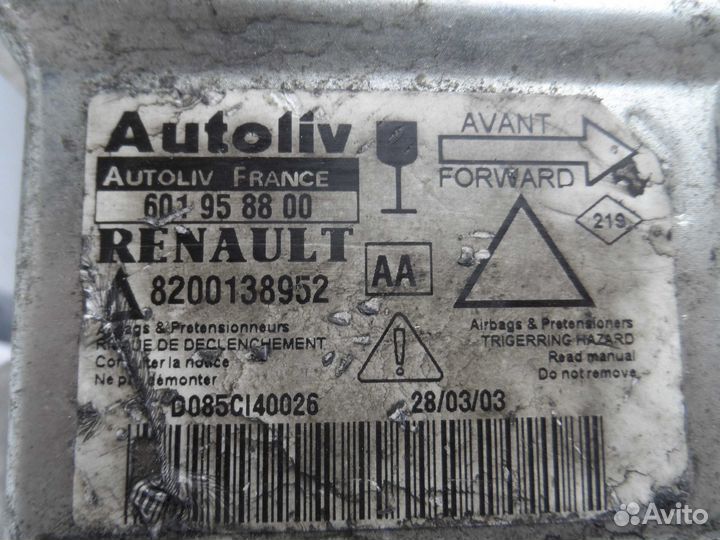 Autoliv
AUTOLIV FRANCE
601 95 88 00
RENAULT
8200138952
AA
AVANT
FORWARD
219
Airbags & Pretensionneurs
RISQUE DE DECLENCHEMENT
Consulter la notice
Ne pas démonter
Airbags & Pretensioners
TRIGERRING HAZARD
Read manual
Do not remove
D085CI40026
28/03/03
Avito